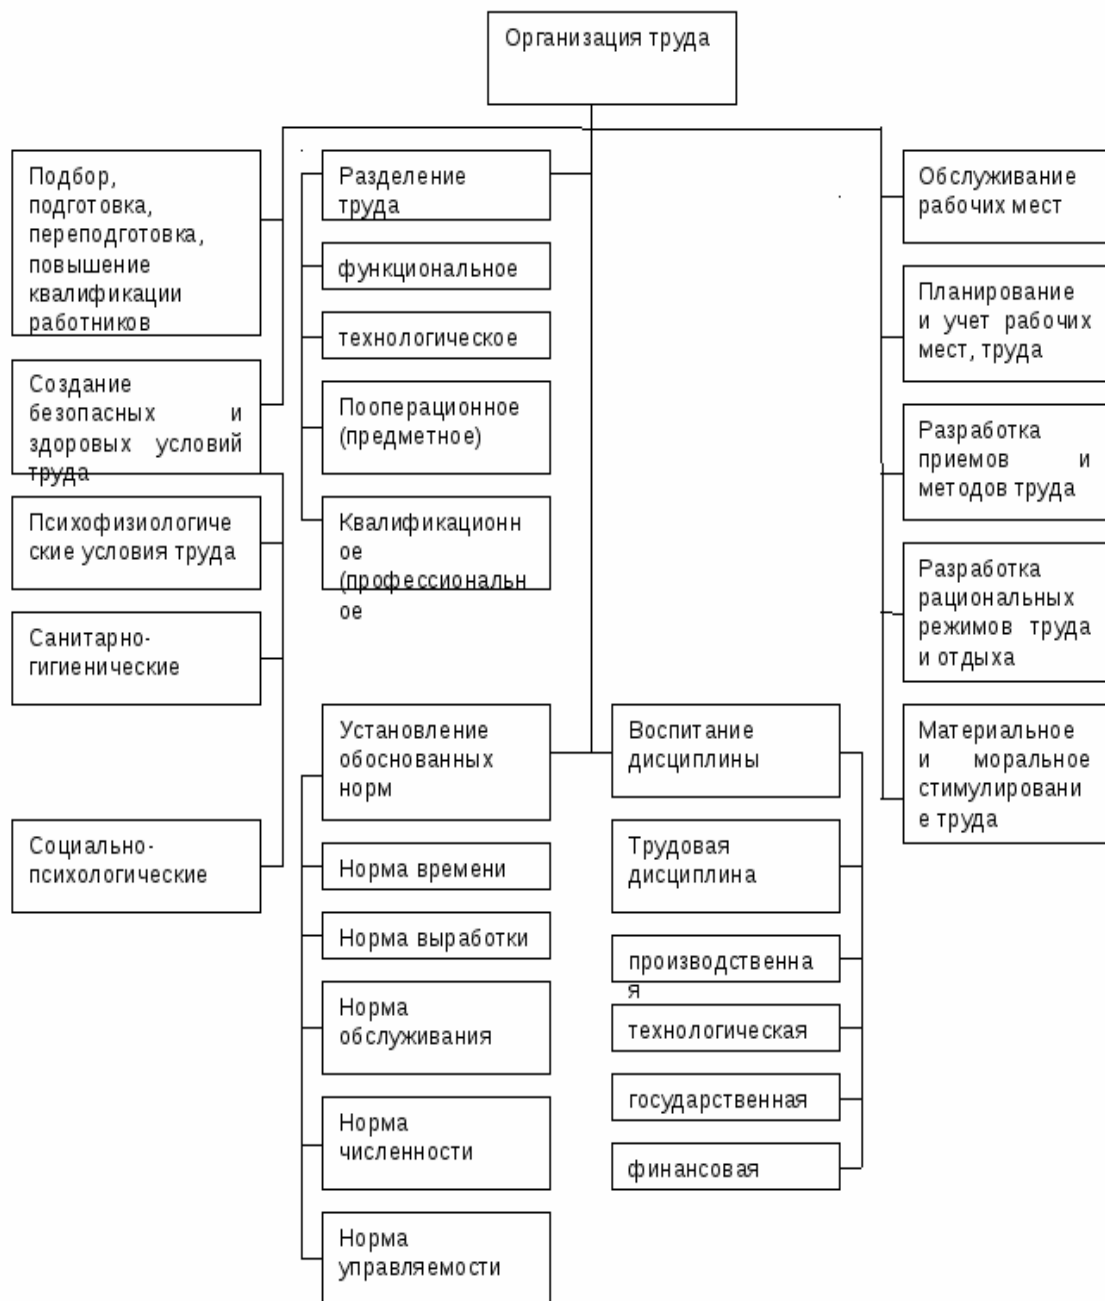 Организация труда
Подбор,
подготовка,
переподготовка,
повышение
квалификации
работников
Создание
безопасных и
здоровых условий
труда
Психофизиологиче
ские условия труда
Санитарно-
гигиенические
Социально-
психологические
Разделение
труда
функциональное
технологическое
Пооперационное
(предметное)
Квалификационн
ое
(профессиональн
ое
Установление
обоснованных
норм
Норма времени
Норма выработки
Норма
обслуживания
Норма
численности
Норма
управляемости
Воспитание
дисциплины
Трудовая
дисциплина
производственна
я
технологическая
государственная
финансовая
Обслуживание
рабочих мест
Планирование
и учет рабочих
мест, труда
Разработка
приемов и
методов труда
Разработка
рациональных
режимов труда
и отдыха
Материальное
и моральное
стимулировани
е труда